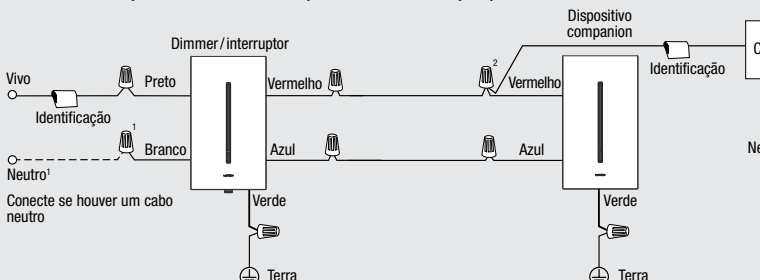 Dispositivo
companion
Dimmer/interruptor
Vivo
Preto
Vermelho
2
Vermelho
Identificação
Identificação
1
Branco
Azul
Azul
Neutro¹
Conecte se houver um cabo
neutro
Verde
Verde
Terra
Terra